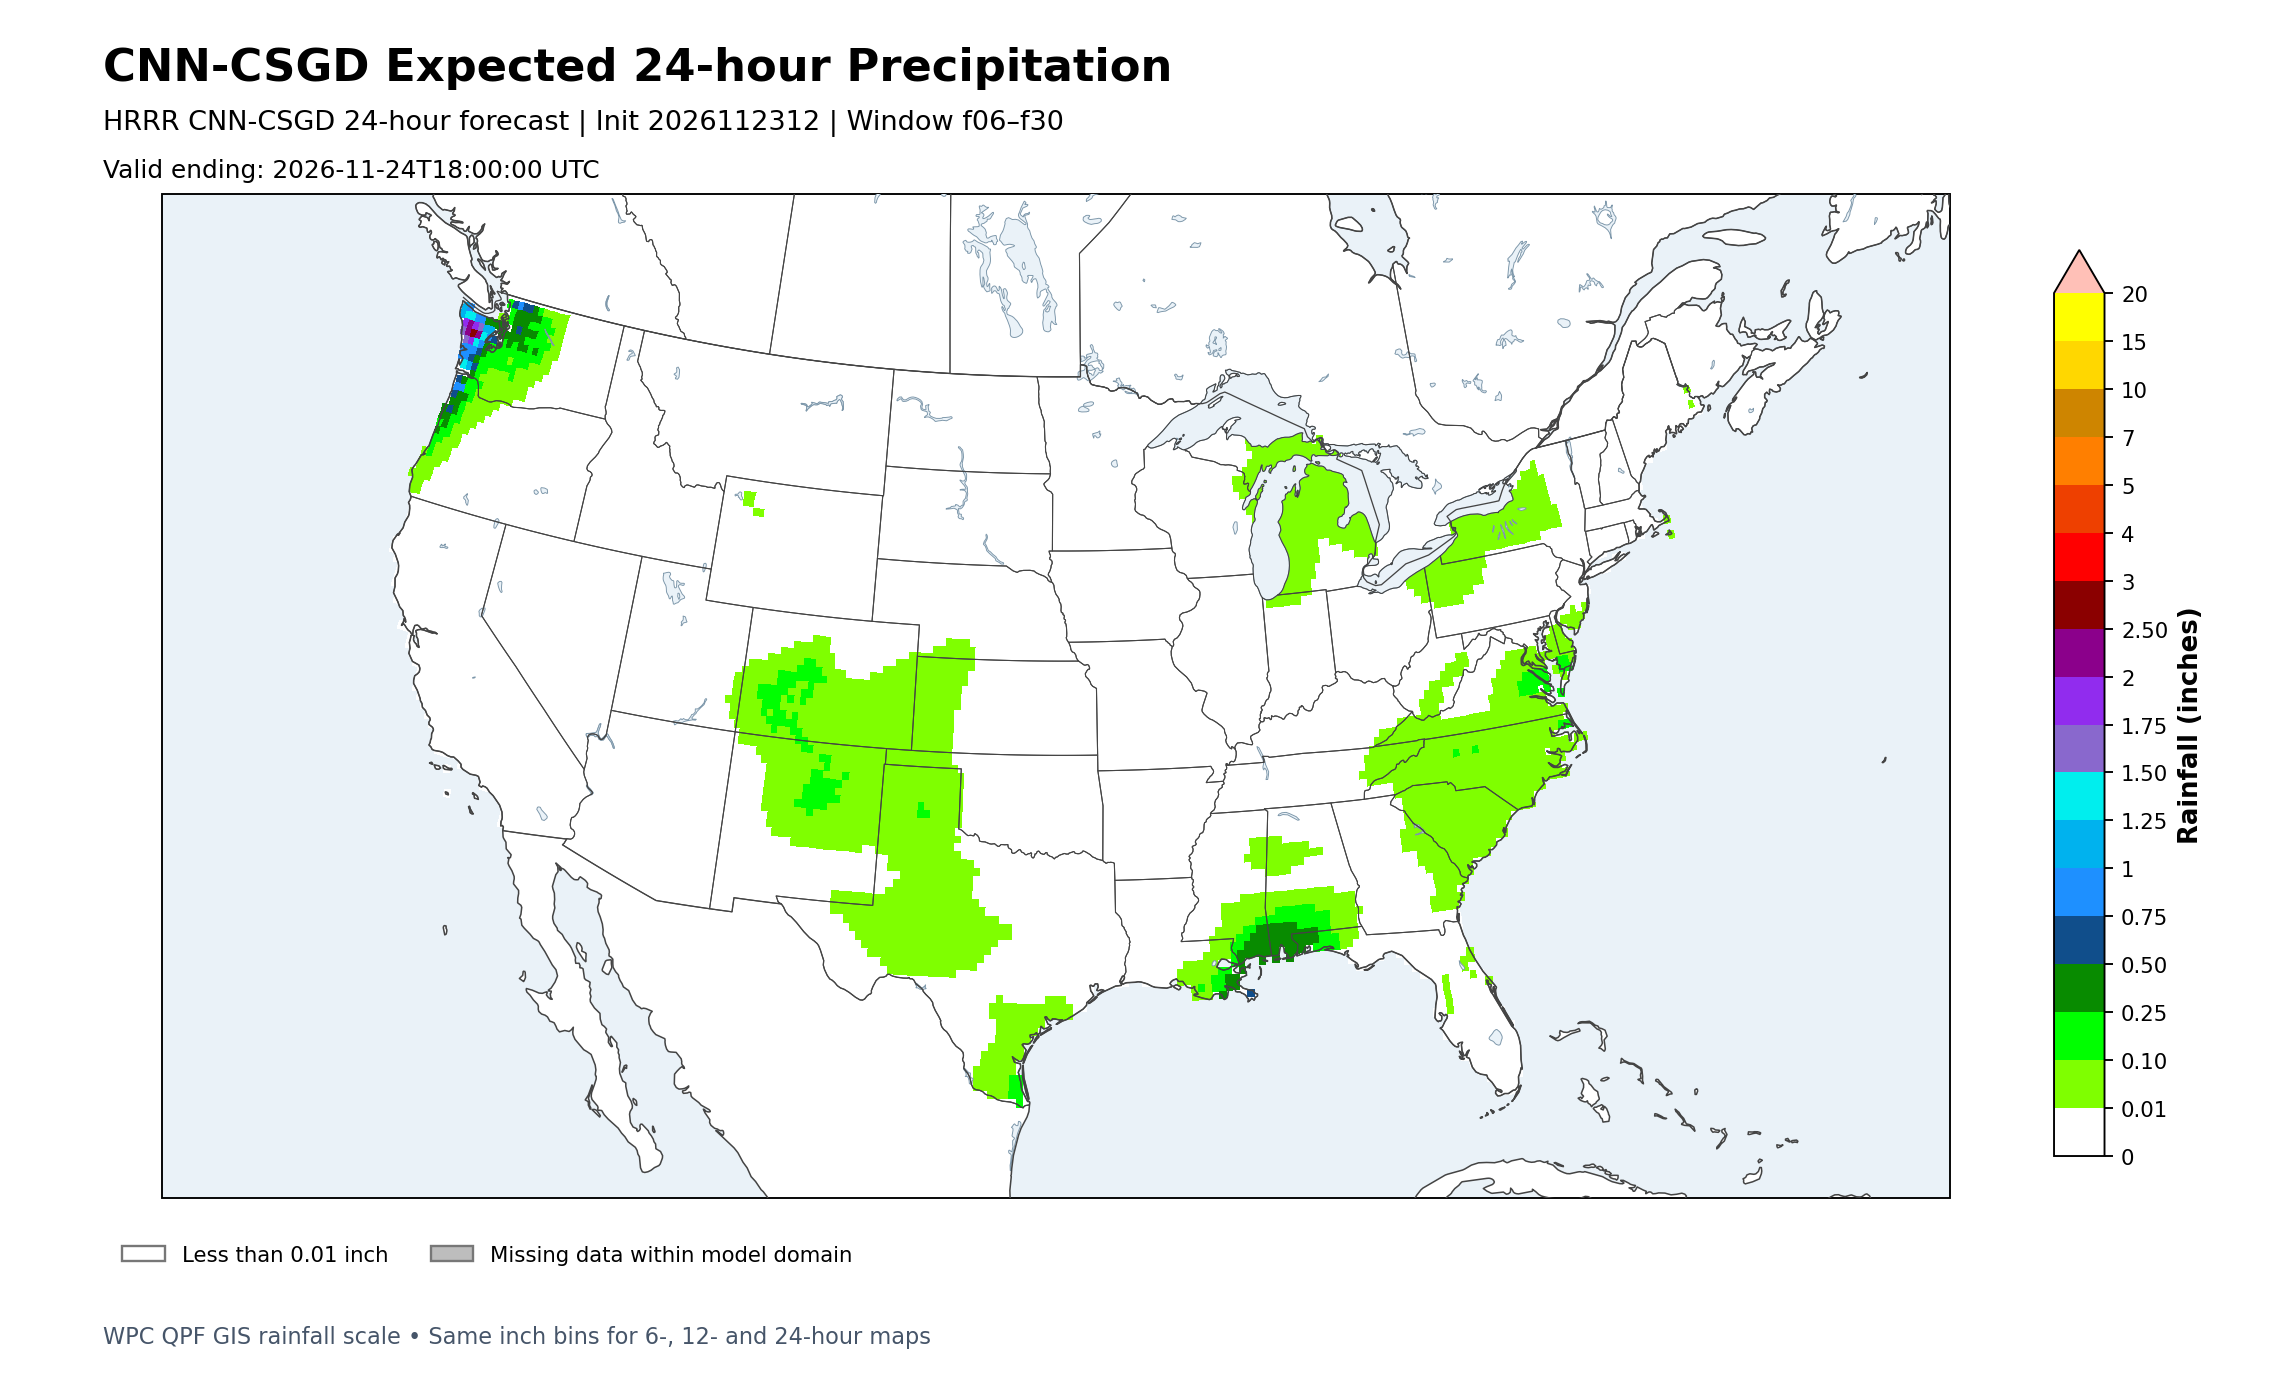 CNN-CSGD Expected 24-hour Precipitation
HRRR CNN-CSGD 24-hour forecast | Init 2026112312 | Window f06–f30
Valid ending: 2026-11-24T18:00:00 UTC
20
15
10
7
5
4
3
2.50
2
1.75
1.50
1.25
1
0.75
0.50
0.25
0.10
0.01
0
Rainfall (inches)
Less than 0.01 inch
Missing data within model domain
WPC QPF GIS rainfall scale • Same inch bins for 6-, 12- and 24-hour maps